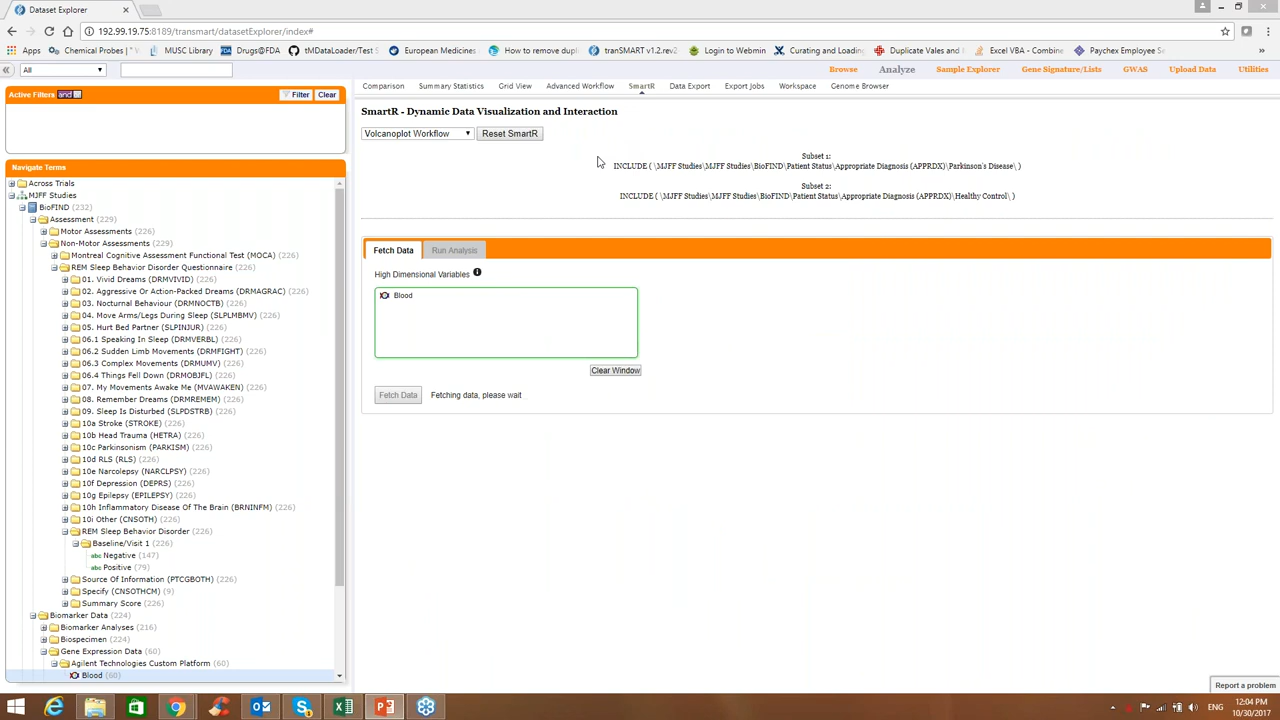 Dataset Explorer
192.99.19.75:8189/transmart/datasetExplorer/index#
Apps
Chemical Probes | "
MUSC Library
Drugs@FDA
tMDataLoader/Test S
European Medicines
How to remove dupli
tranSMART v1.2.rev2
Login to Webmin
Curating and Loading
Duplicate Vales and
Excel VBA - Combine
Paychex Employee Se
All
Browse
Analyze
Sample Explorer
Gene Signature/Lists
GWAS
Upload Data
Utilities
Active Filters and
Filter
Clear
Comparison
Summary Statistics
Grid View
Advanced Workflow
SmartR
Data Export
Export Jobs
Workspace
Genome Browser
SmartR - Dynamic Data Visualization and Interaction
Volcanoplot Workflow
Reset SmartR
Subset 1:
INCLUDE ( \MJFF Studies\MJFF Studies\BioFIND\Patient Status\Appropriate Diagnosis (APPRDX)\Parkinson's Disease\ )
Subset 2:
INCLUDE ( \MJFF Studies\MJFF Studies\BioFIND\Patient Status\Appropriate Diagnosis (APPRDX)\Healthy Control\ )
Fetch Data
Run Analysis
High Dimensional Variables
Blood
Clear Window
Fetch Data
Fetching data, please wait
Navigate Terms
Across Trials
MJFF Studies
BioFIND (232)
Assessment (229)
Motor Assessments (226)
Non-Motor Assessments (229)
Montreal Cognitive Assessment Functional Test (MOCA) (226)
REM Sleep Behavior Disorder Questionnaire (226)
01. Vivid Dreams (DRMVIVID) (226)
02. Aggressive Or Action-Packed Dreams (DRMAGRAC) (226)
03. Nocturnal Behaviour (DRMNOCTB) (226)
04. Move Arms/Legs During Sleep (SLPLMBMV) (226)
05. Hurt Bed Partner (SLPINJUR) (226)
06.1 Speaking In Sleep (DRMVERBL) (226)
06.2 Sudden Limb Movements (DRMFIGHT) (226)
06.3 Complex Movements (DRMUMV) (226)
06.4 Things Fell Down (DRMOBJFL) (226)
07. My Movements Awake Me (MVAWAKEN) (226)
08. Remember Dreams (DRMREMEM) (226)
09. Sleep Is Disturbed (SLPDSTRB) (226)
10a Stroke (STROKE) (226)
10b Head Trauma (HETRA) (226)
10c Parkinsonism (PARKISM) (226)
10d RLS (RLS) (226)
10e Narcolepsy (NARCLPSY) (226)
10f Depression (DEPRS) (226)
10g Epilepsy (EPILEPSY) (226)
10h Inflammatory Disease Of The Brain (BRNINFM) (226)
10i Other (CNSOTH) (226)
REM Sleep Behavior Disorder (226)
Baseline/Visit 1 (226)
abc Negative (147)
abc Positive (79)
Source Of Information (PTCGBOTH) (226)
Specify (CNSOTHCM) (9)
Summary Score (226)
Biomarker Data (224)
Biomarker Analyses (216)
Biospecimen (224)
Gene Expression Data (60)
Agilent Technologies Custom Platform (60)
Blood (60)
Report a problem
ENG
12:04 PM
10/30/2017